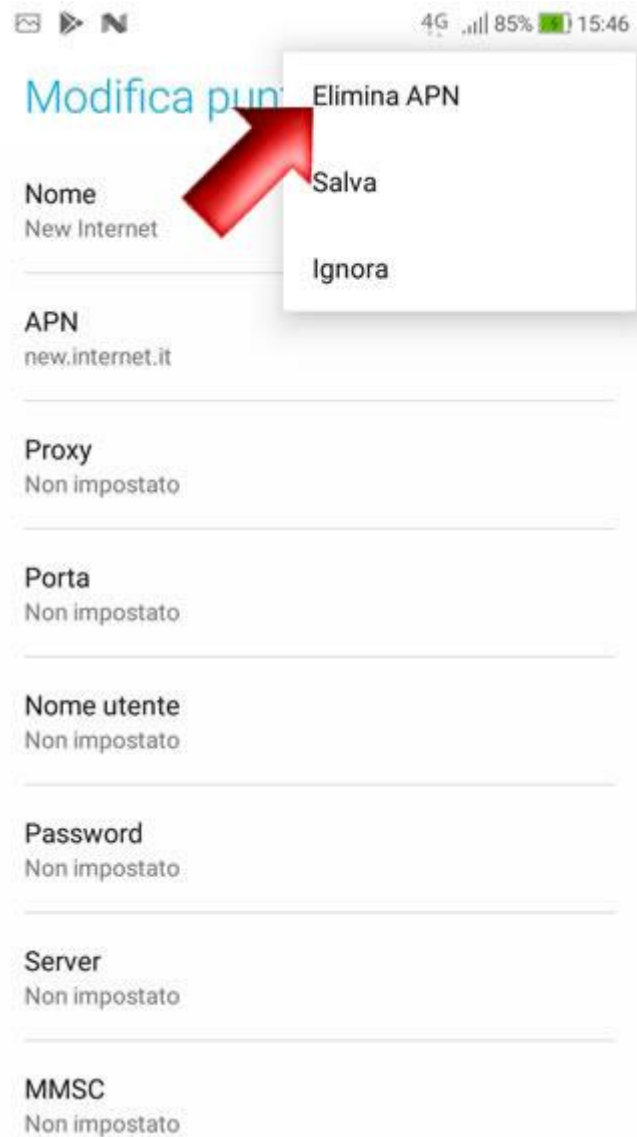 4G 85% 15:46
Modifica pun
Elimina APN
Salva
Ignora
Nome
New Internet
APN
new.internet.it
Proxy
Non impostato
Porta
Non impostato
Nome utente
Non impostato
Password
Non impostato
Server
Non impostato
MMSC
Non impostato